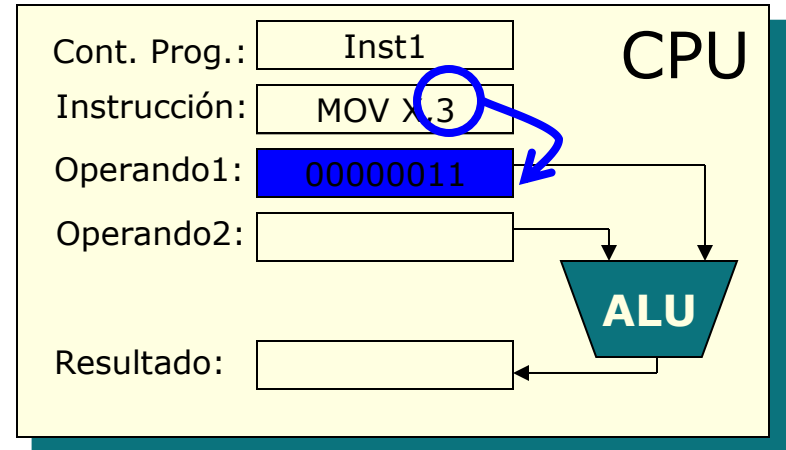 CPU
Cont. Prog.: Inst1
Instrucción: MOV X,3
Operando1: 00000011
Operando2:
ALU
Resultado: